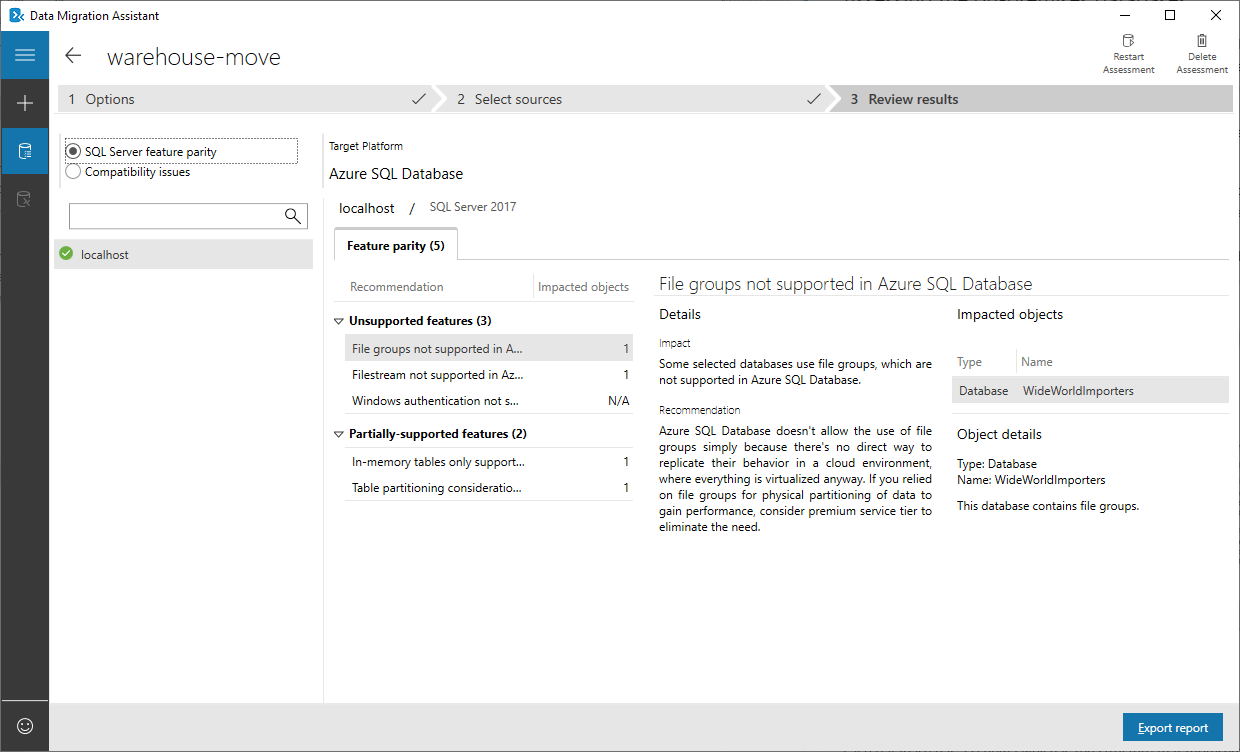 Data Migration Assistant
warehouse-move
Restart
Assessment
Delete
Assessment
1 Options
2 Select sources
3 Review results
SQL Server feature parity
Compatibility issues
localhost
Target Platform
Azure SQL Database
localhost / SQL Server 2017
Feature parity (5)
Recommendation Impacted objects
Unsupported features (3)
File groups not supported in A... 1
Filestream not supported in Az... 1
Windows authentication not s... N/A
Partially-supported features (2)
In-memory tables only support... 1
Table partitioning consideratio... 1
File groups not supported in Azure SQL Database
Details
Impact
Some selected databases use file groups, which are
not supported in Azure SQL Database.
Recommendation
Azure SQL Database doesn't allow the use of file
groups simply because there's no direct way to
replicate their behavior in a cloud environment,
where everything is virtualized anyway. If you relied
on file groups for physical partitioning of data to
gain performance, consider premium service tier to
eliminate the need.
Impacted objects
Type Name
Database WideWorldImporters
Object details
Type: Database
Name: WideWorldImporters
This database contains file groups.
Export report